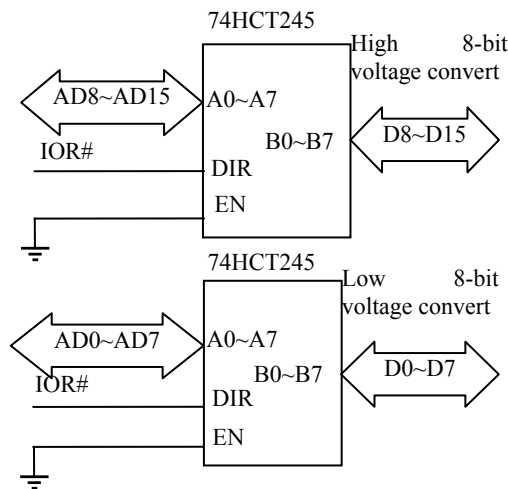 74HCT245
High 8-bit
voltage convert
AD8~AD15
A0~A7
B0~B7
D8~D15
IOR#
DIR
EN
74HCT245
Low 8-bit
voltage convert
AD0~AD7
A0~A7
B0~B7
D0~D7
IOR#
DIR
EN